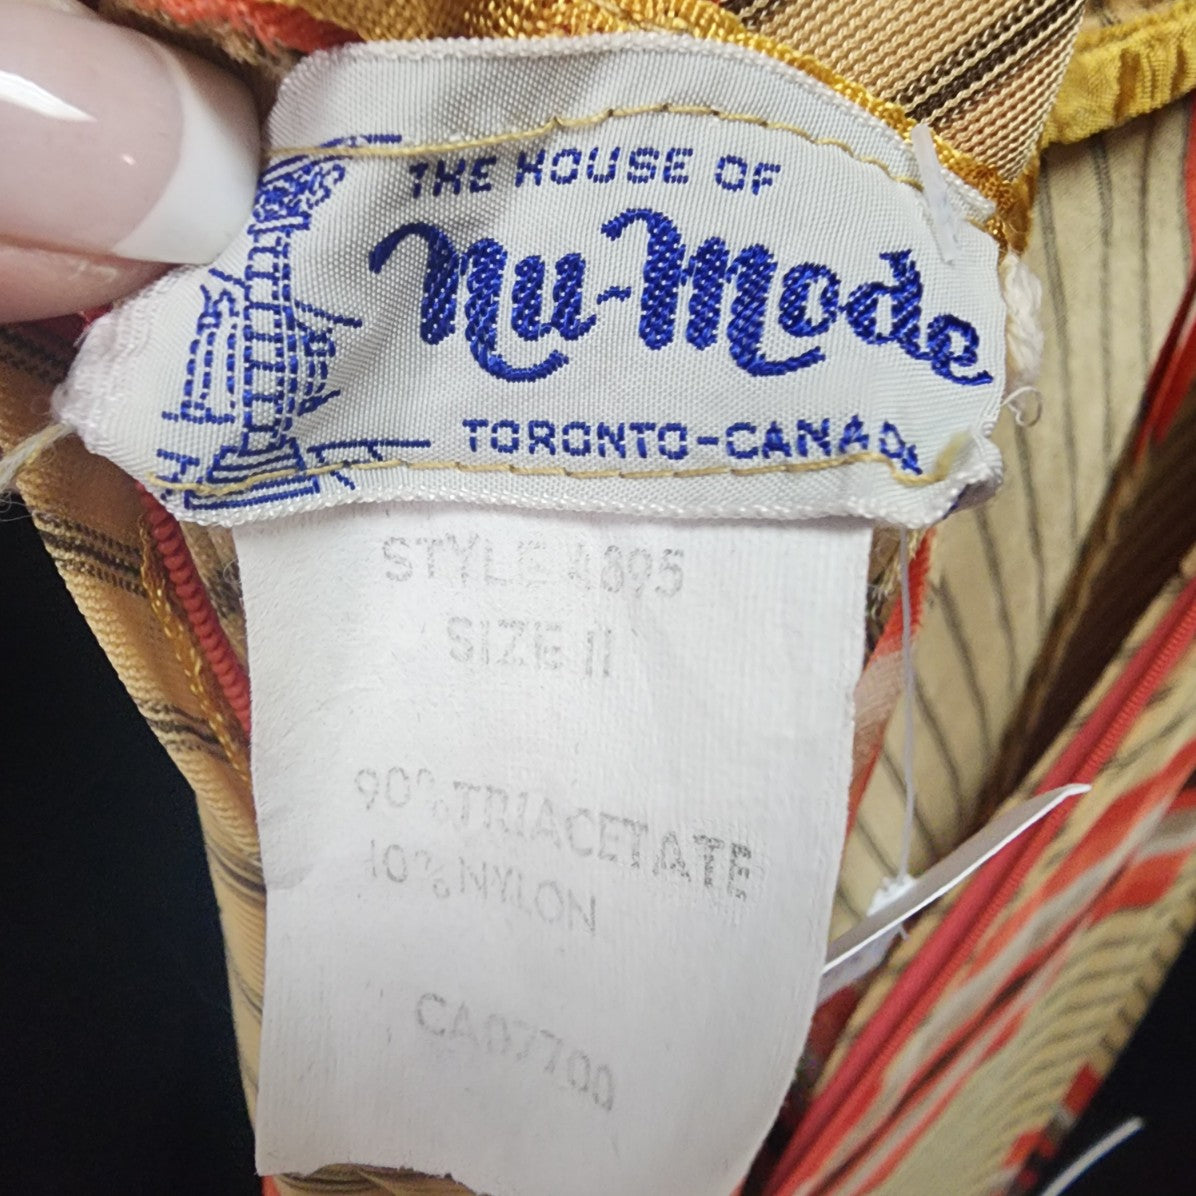 THE HOUSE OF
Nu-Mode
TORONTO-CANADA
STYLE 4895
SIZE 11
90% TRIACETATE
10% NYLON
CA07700